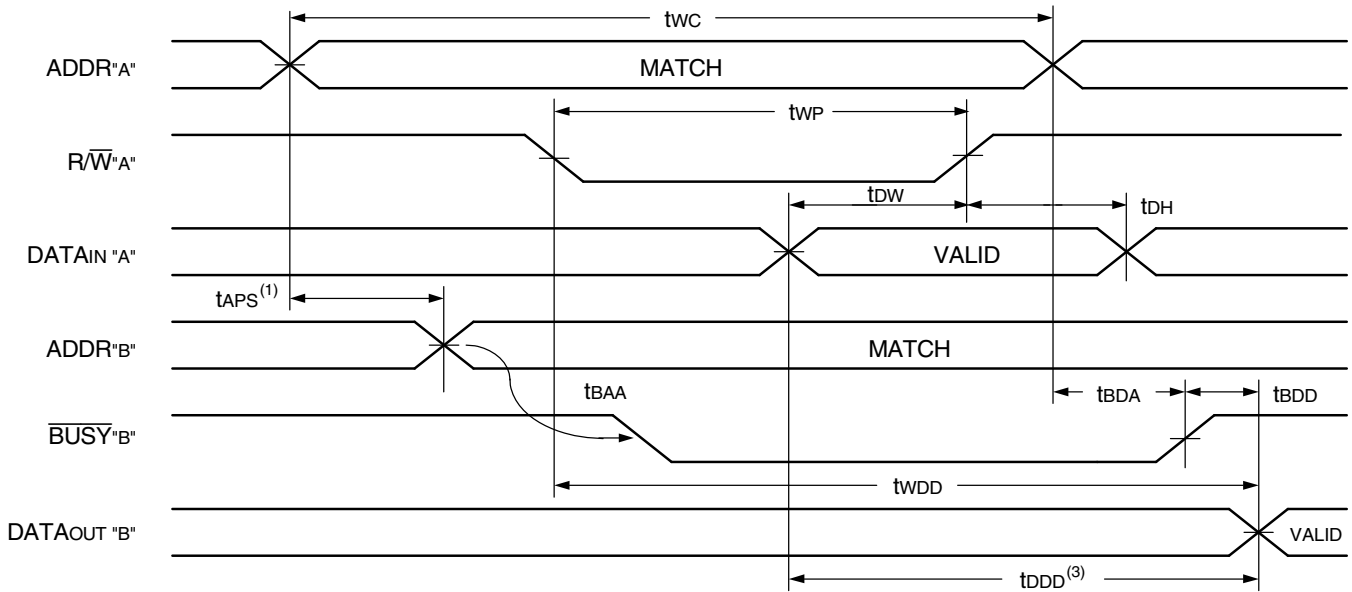 tWC
ADDR"A"
MATCH
tWP
R/W̅"A"
tDW
tDH
DATAIN "A"
VALID
tAPS(1)
ADDR"B"
MATCH
tBAA
tBDA
tBDD
B̅U̅S̅Y̅"B"
tWDD
DATAOUT "B"
VALID
tDDD(3)